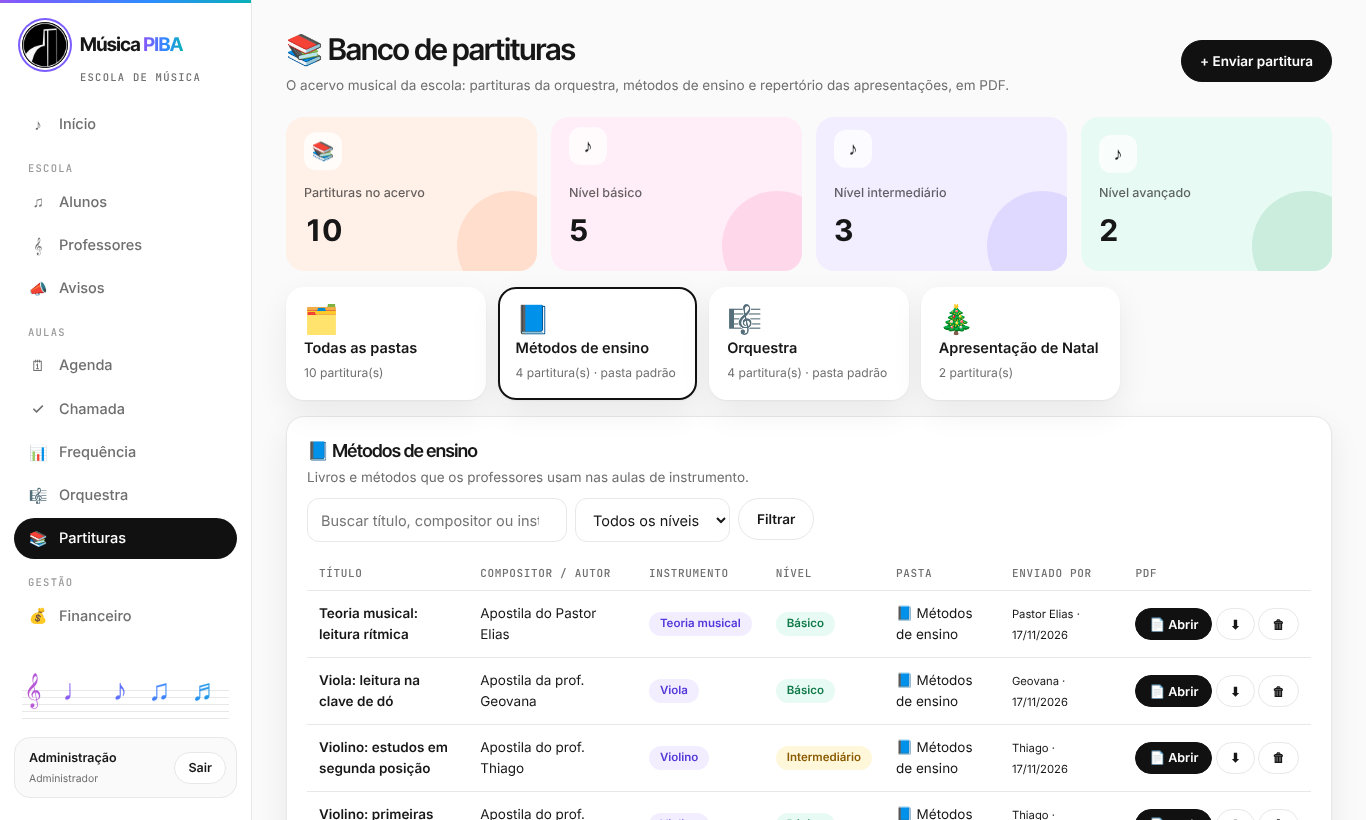 Música PIBA
ESCOLA DE MÚSICA
Início
ESCOLA
Alunos
Professores
Avisos
AULAS
Agenda
Chamada
Frequência
Orquestra
Partituras
GESTÃO
Financeiro
Administração
Administrador
Sair
Banco de partituras
O acervo musical da escola: partituras da orquestra, métodos de ensino e repertório das apresentações, em PDF.
+ Enviar partitura
Partituras no acervo
10
Nível básico
5
Nível intermediário
3
Nível avançado
2
Todas as pastas
10 partitura(s)
Métodos de ensino
4 partitura(s) · pasta padrão
Orquestra
4 partitura(s) · pasta padrão
Apresentação de Natal
2 partitura(s)
Métodos de ensino
Livros e métodos que os professores usam nas aulas de instrumento.
Buscar título, compositor ou inst
Todos os níveis
Filtrar
TÍTULO COMPOSITOR / AUTOR INSTRUMENTO NÍVEL PASTA ENVIADO POR PDF
Teoria musical:
leitura rítmica
Apostila do Pastor
Elias
Teoria musical
Básico
Métodos
de ensino
Pastor Elias ·
17/11/2026
Abrir
Viola: leitura na
clave de dó
Apostila da prof.
Geovana
Viola
Básico
Métodos
de ensino
Geovana ·
17/11/2026
Abrir
Violino: estudos em
segunda posição
Apostila do prof.
Thiago
Violino
Intermediário
Métodos
de ensino
Thiago ·
17/11/2026
Abrir
Violino: primeiras
Apostila do prof.
Métodos
Thiago ·
Abrir